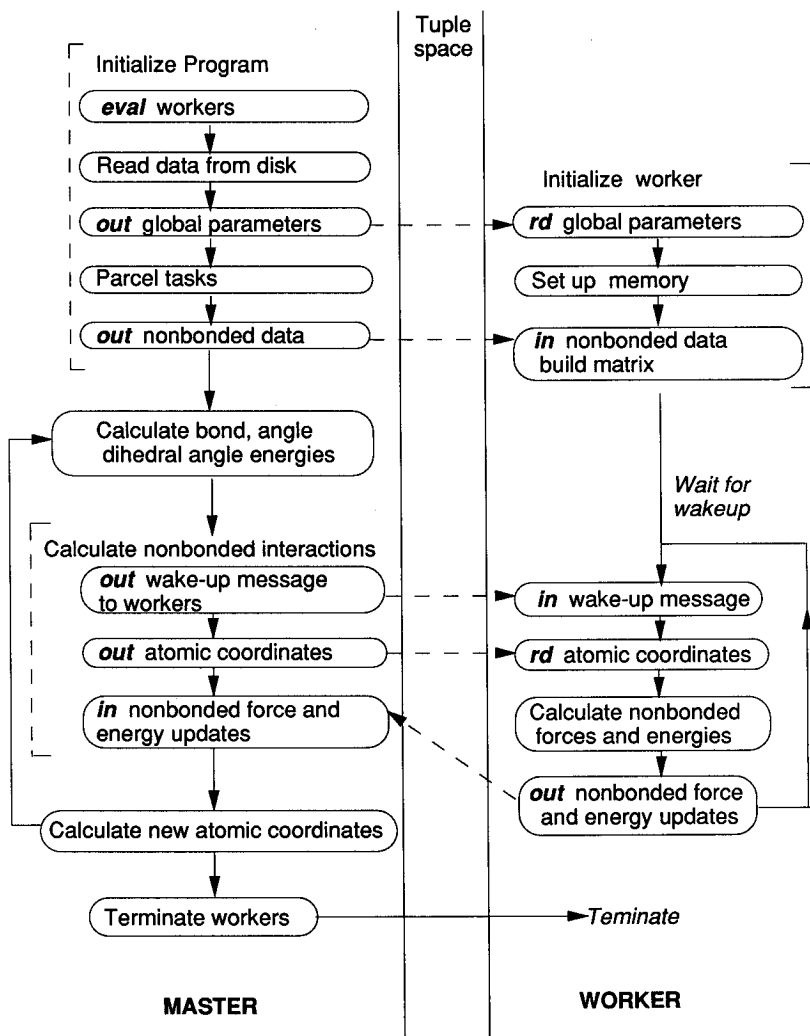 Tuple
space
Initialize Program
eval workers
Read data from disk
out global parameters
Parcel tasks
out nonbonded data
Calculate bond, angle
dihedral angle energies
Calculate nonbonded interactions
out wake-up message
to workers
out atomic coordinates
in nonbonded force and
energy updates
Calculate new atomic coordinates
Terminate workers
MASTER
Initialize worker
rd global parameters
Set up memory
in nonbonded data
build matrix
Wait for
wakeup
in wake-up message
rd atomic coordinates
Calculate nonbonded
forces and energies
out nonbonded force
and energy updates
Teminate
WORKER